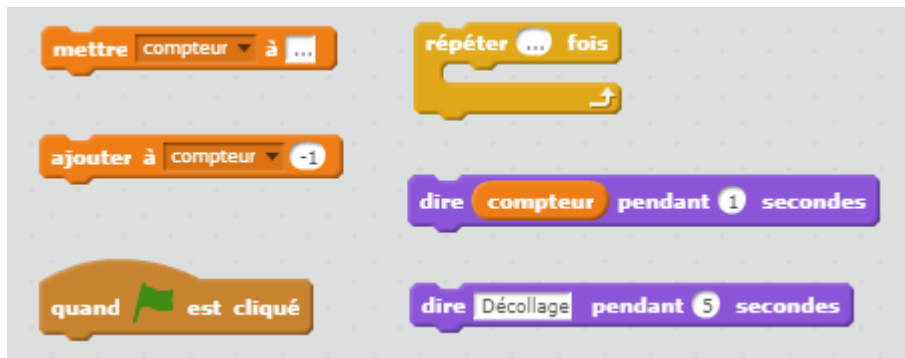 mettre compteur à ...
répéter ... fois
ajouter à compteur -1
dire compteur pendant 1 secondes
quand est cliqué
dire Décollage pendant 5 secondes